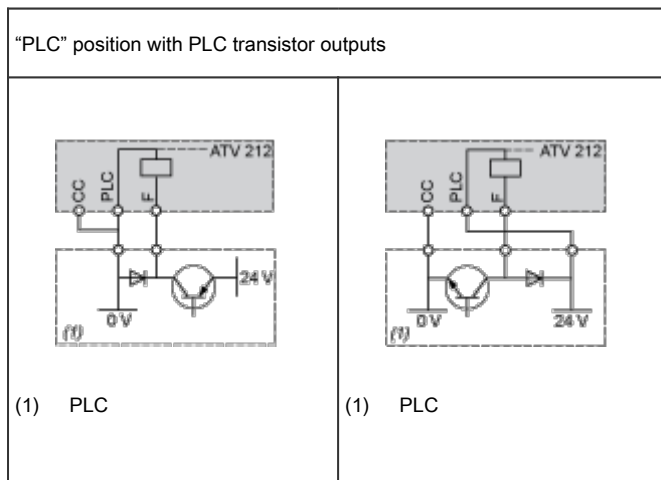 “PLC” position with PLC transistor outputs
ATV 212
CC
PLC
F
24 V
0 V
(1)
(1) PLC
ATV 212
CC
PLC
F
0 V
24 V
(1)
(1) PLC